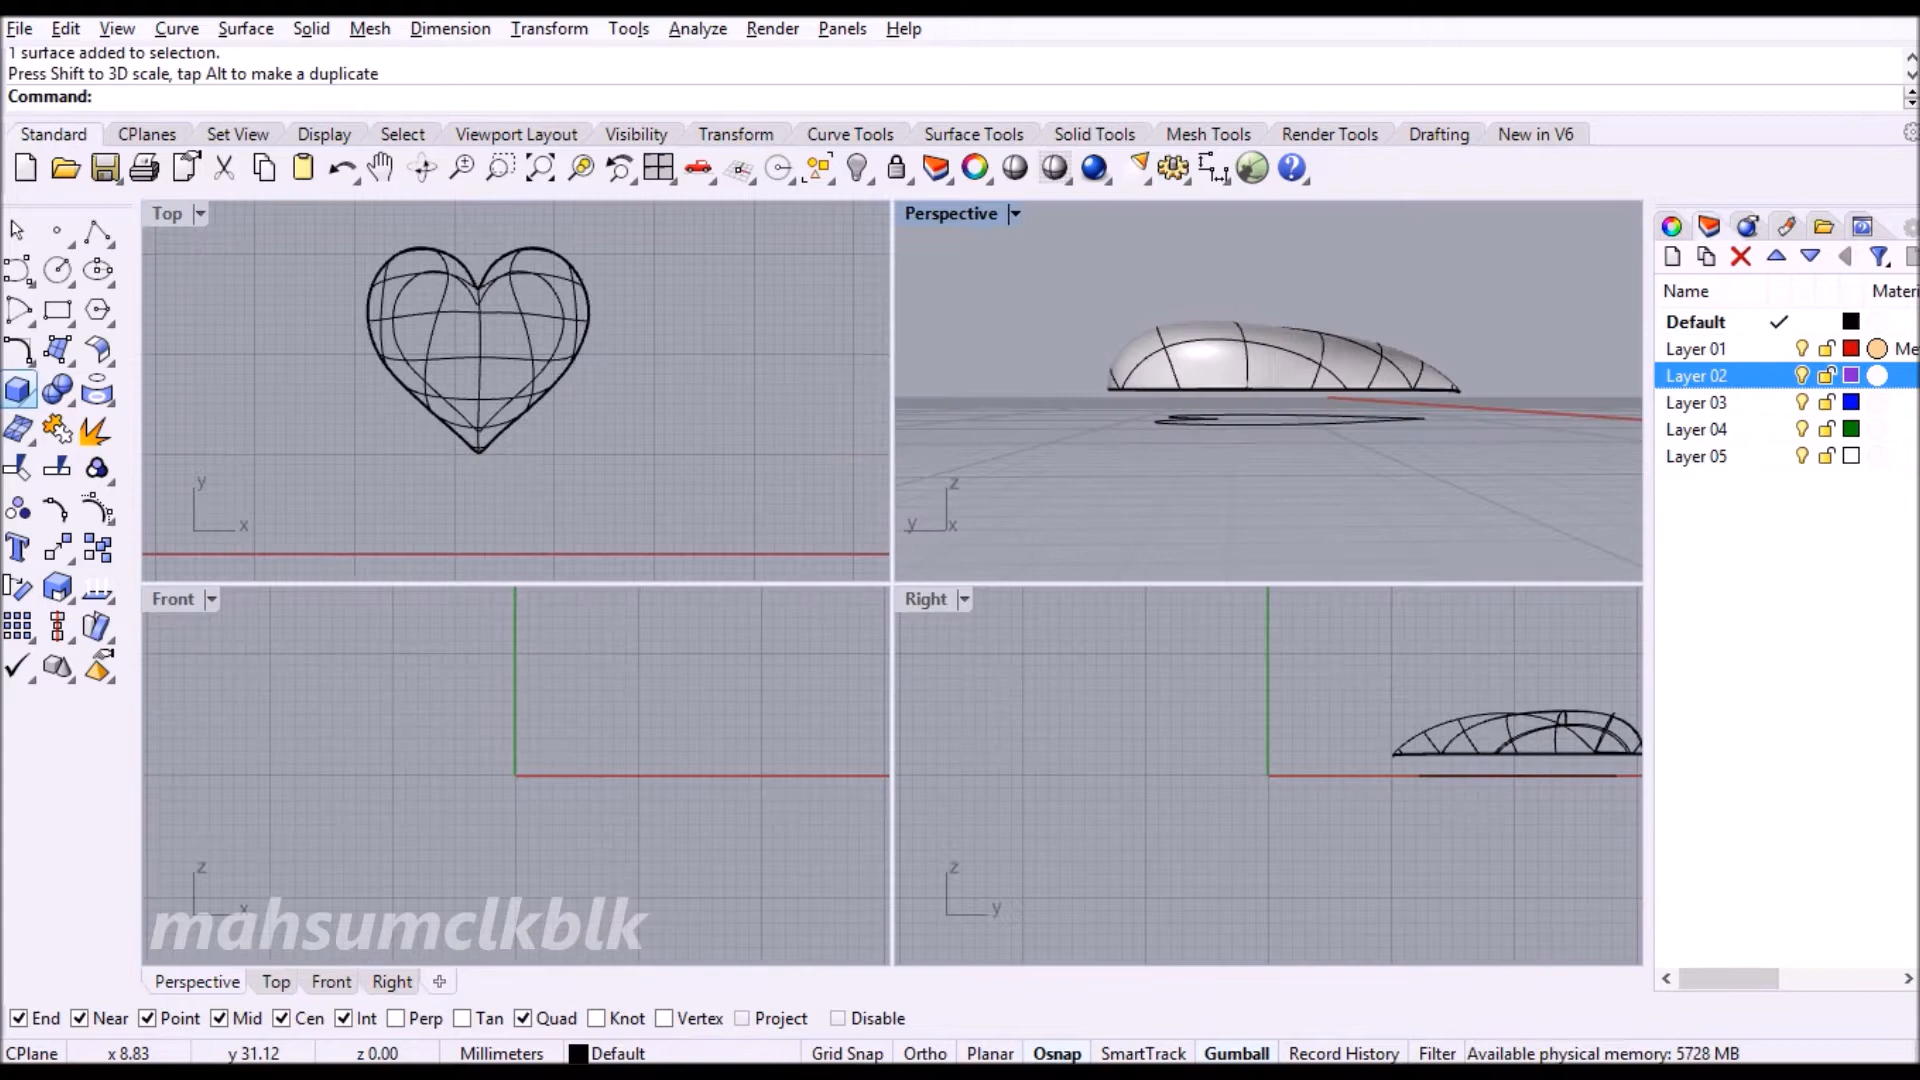 File Edit View Curve Surface Solid Mesh Dimension Transform Tools Analyze Render Panels Help
1 surface added to selection.
Press Shift to 3D scale, tap Alt to make a duplicate
Command:
Standard CPlanes Set View Display Select Viewport Layout Visibility Transform Curve Tools Surface Tools Solid Tools Mesh Tools Render Tools Drafting New in V6
Top
Perspective
Name Materi
Default
Layer 01 Me
Layer 02
Layer 03
Layer 04
Layer 05
y
x
z
y x
Front
Right
z
x
z
y
mahsumclkblk
Perspective Top Front Right
End Near Point Mid Cen Int Perp Tan Quad Knot Vertex Project Disable
CPlane x 8.83 y 31.12 z 0.00 Millimeters Default Grid Snap Ortho Planar Osnap SmartTrack Gumball Record History Filter Available physical memory: 5728 MB